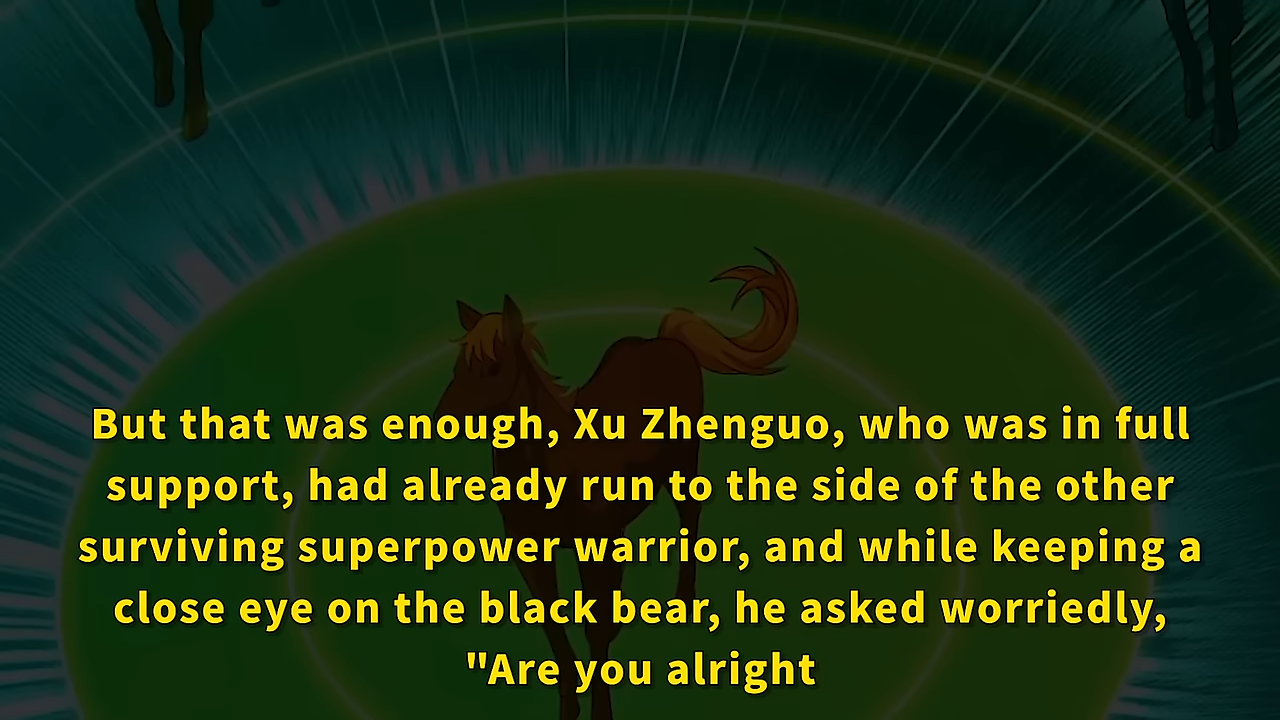 But that was enough, Xu Zhenguo, who was in full
support, had already run to the side of the other
surviving superpower warrior, and while keeping a
close eye on the black bear, he asked worriedly,
"Are you alright